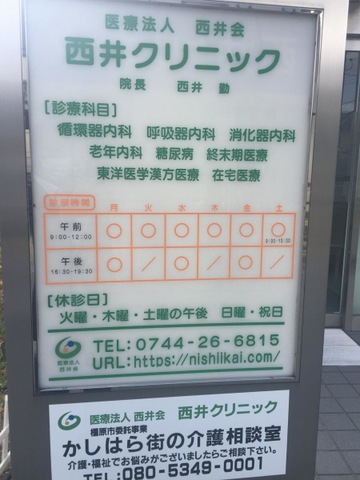 医療法人 西井会
西井クリニック
院長 西井 勤
[診療科目]
循環器内科 呼吸器内科 消化器内科
老年内科 糖尿病 終末期医療
東洋医学漢方医療 在宅医療
診療時間 月 火 水 木 金 土
午前 9:00-12:00 ○ ○ ○ ○ ○ ○
午後 16:30-19:30 ○ ／ ○ ／ ○ ／
[休診日]
火曜・木曜・土曜の午後 日曜・祝日
TEL: 0744-26-6815
URL: https://nishiikai.com/
医療法人
西井会
医療法人 西井会 西井クリニック
橿原市委託事業
かしはら街の介護相談室
介護・福祉でお悩みがございましたらご相談下さい。
TEL: 080-5349-0001